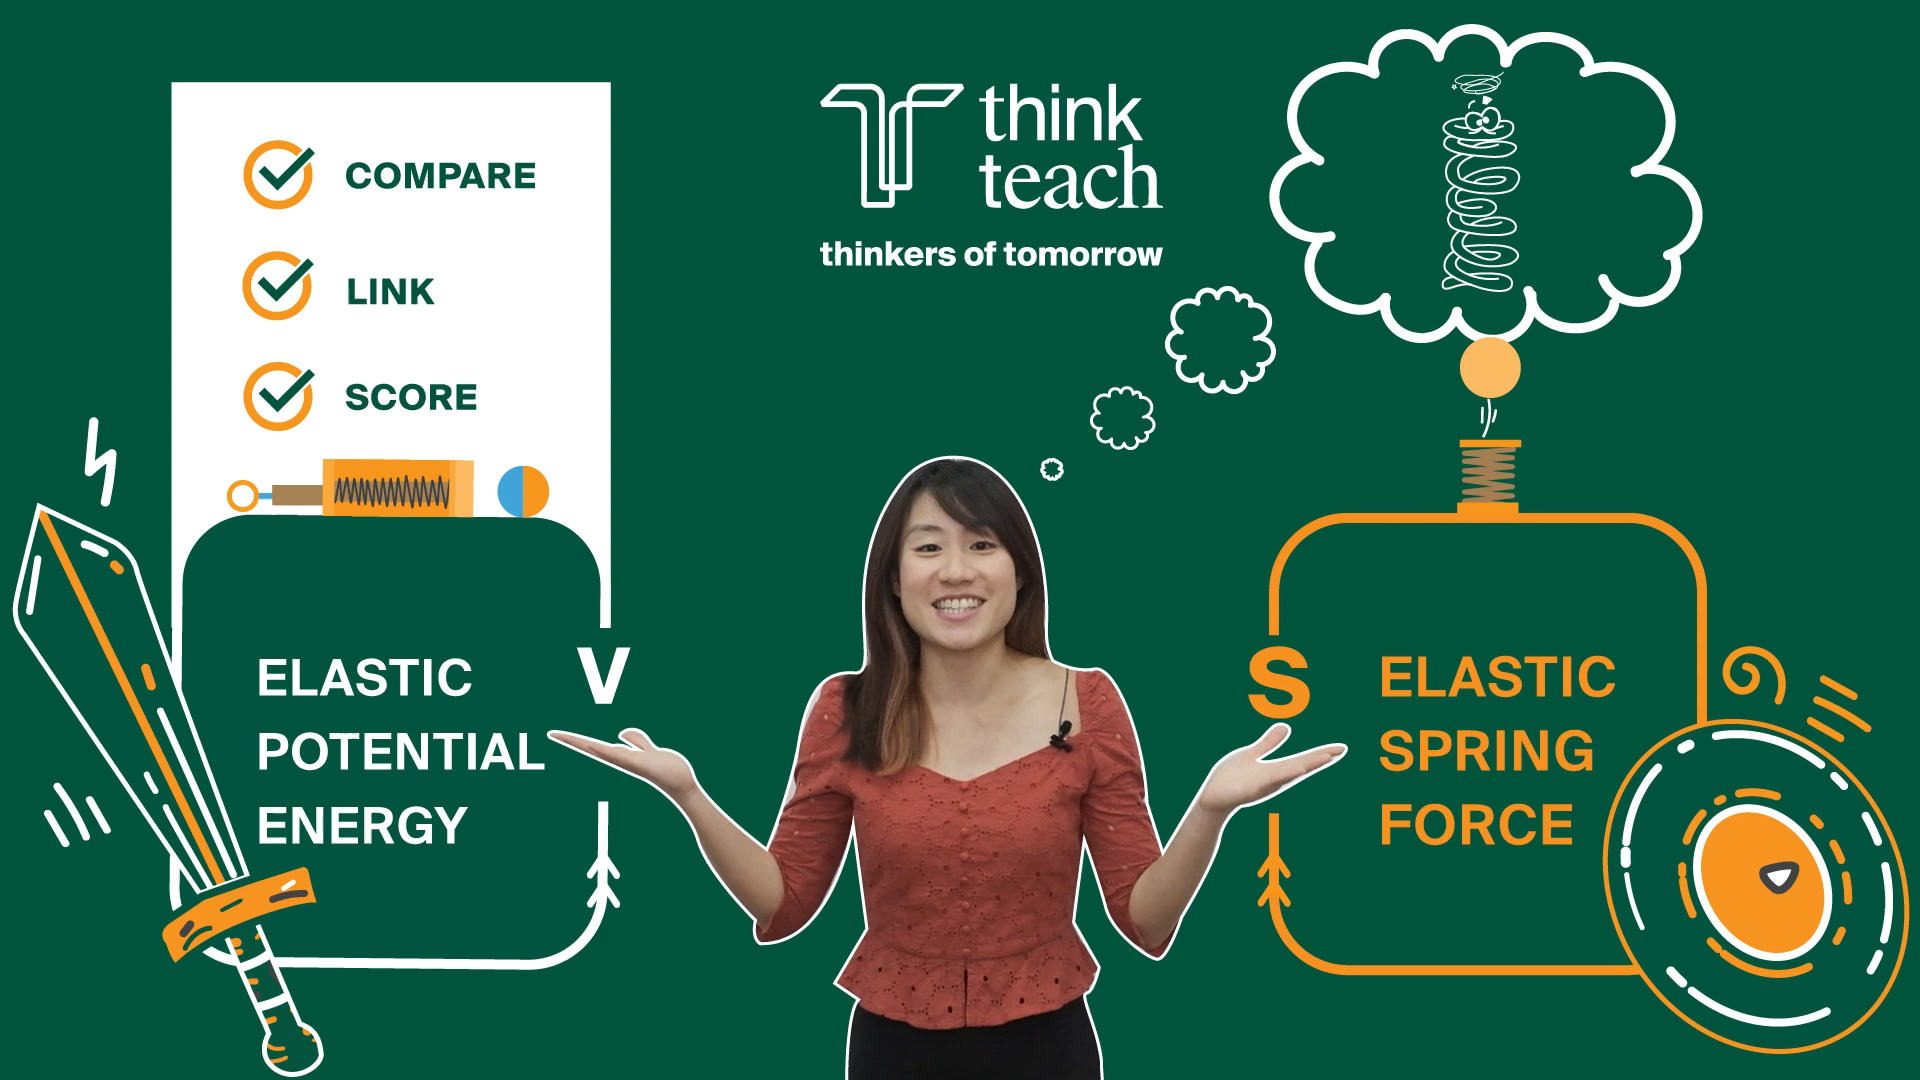 COMPARE
LINK
SCORE
think
teach
thinkers of tomorrow
ELASTIC
POTENTIAL
ENERGY
V
S
ELASTIC
SPRING
FORCE